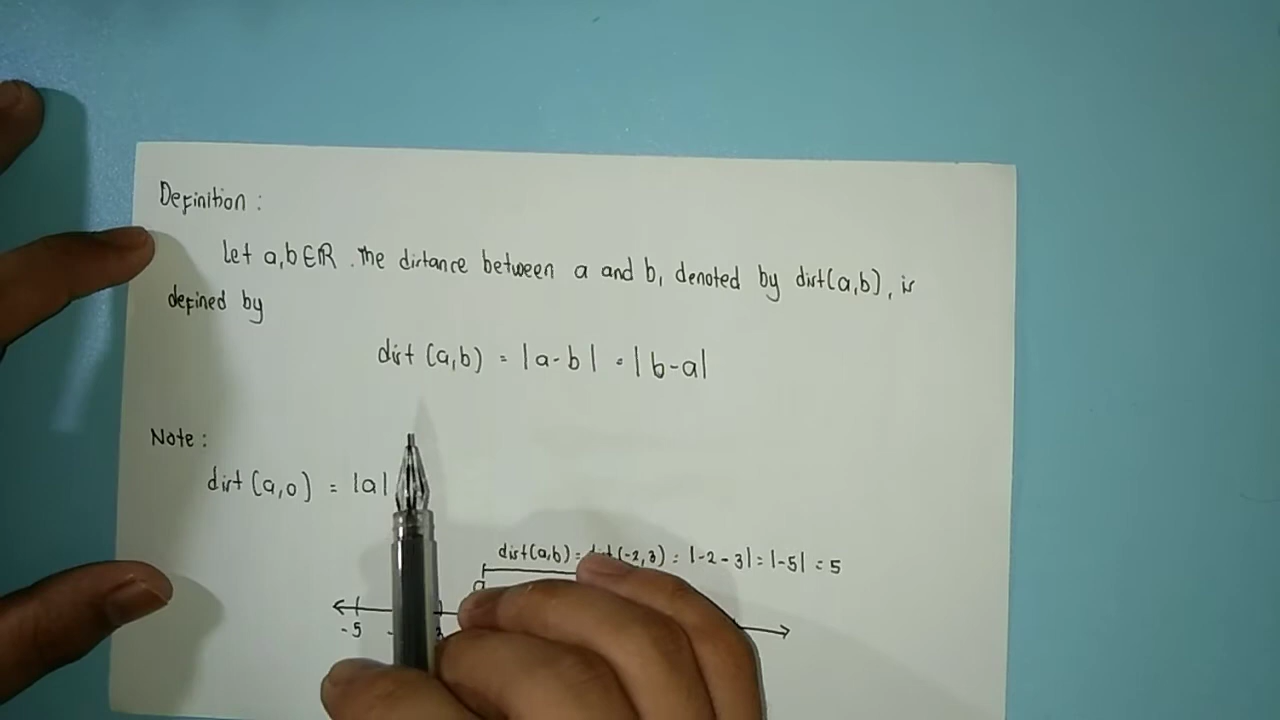 Definition :
Let a,b∈ℝ. The distance between a and b, denoted by dist(a,b), is
defined by
dist (a,b) = |a-b| = |b-a|
Note :
dist (a,0) = |a|
dist(a,b) = dist(-2,3) = |-2-3| = |-5| = 5
a
-5